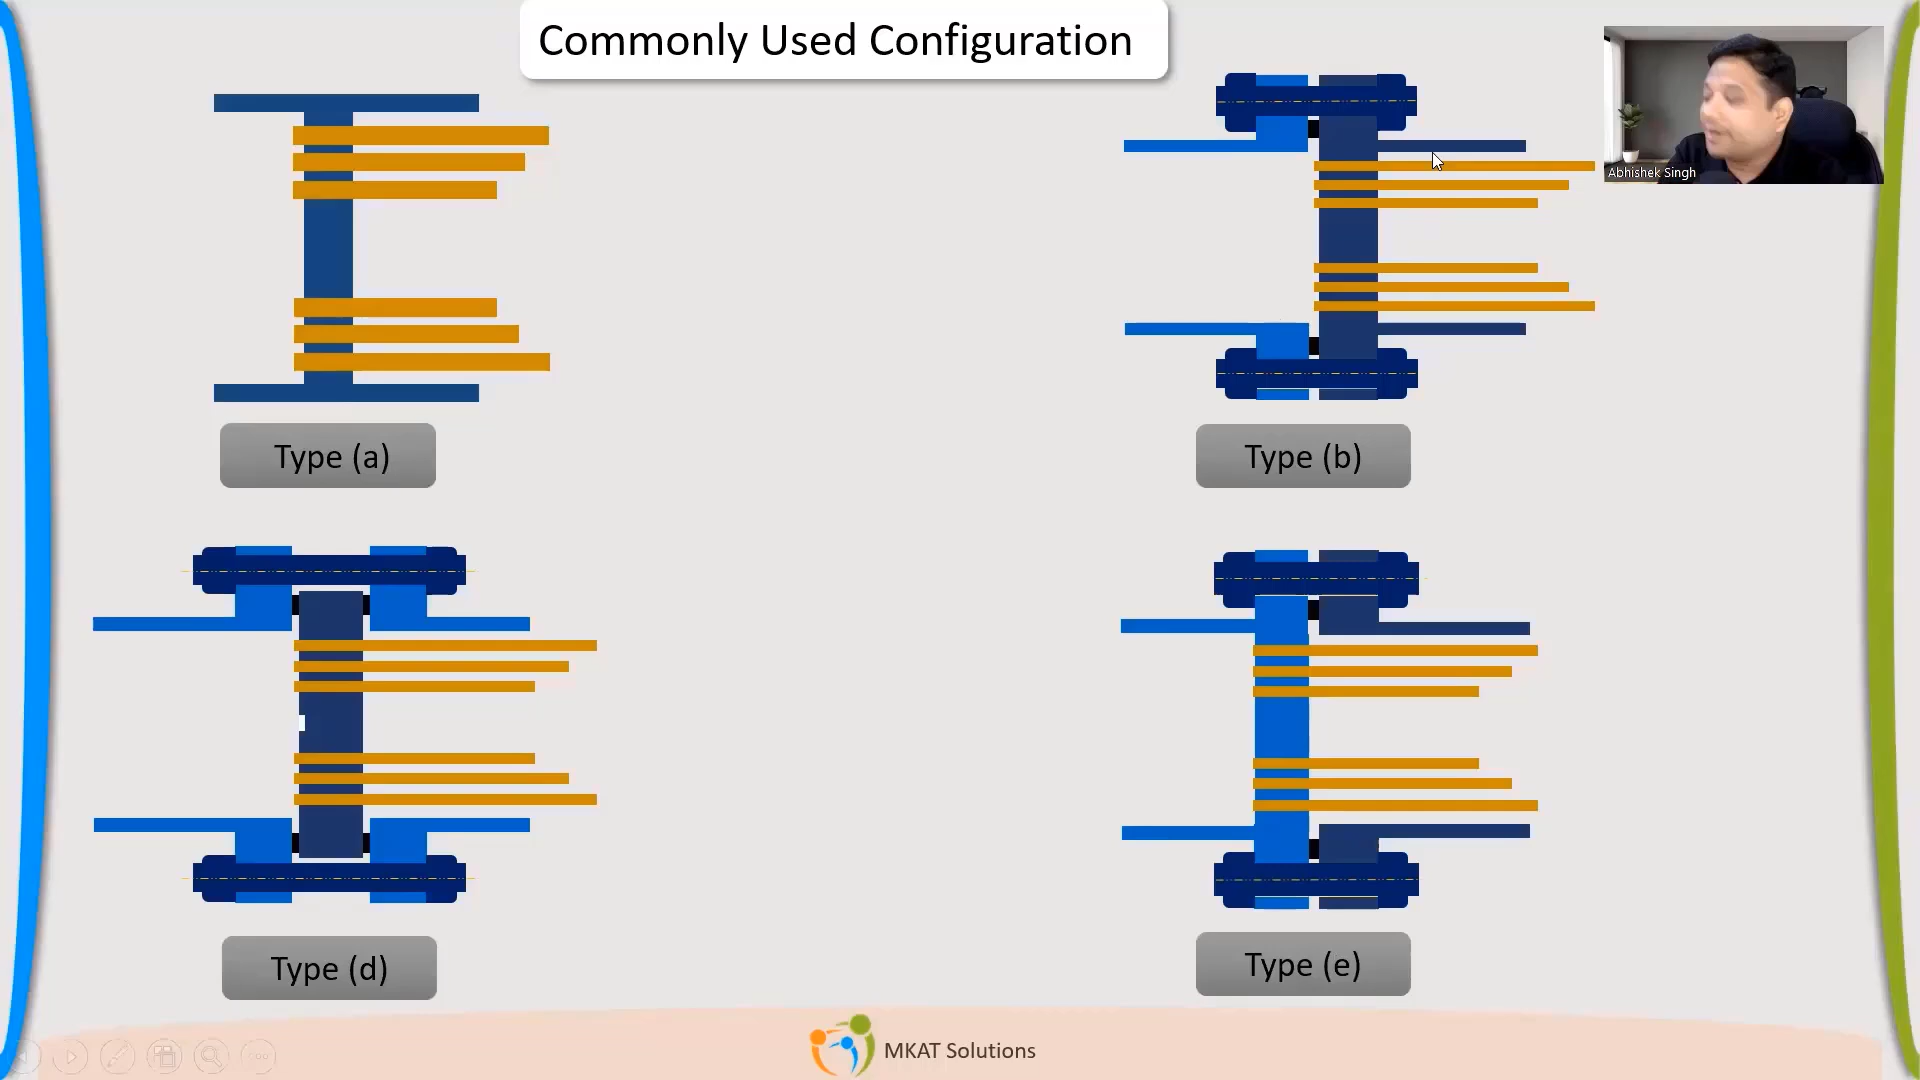 Commonly Used Configuration
Abhishek Singh
Type (a)
Type (b)
Type (d)
Type (e)
MKAT Solutions